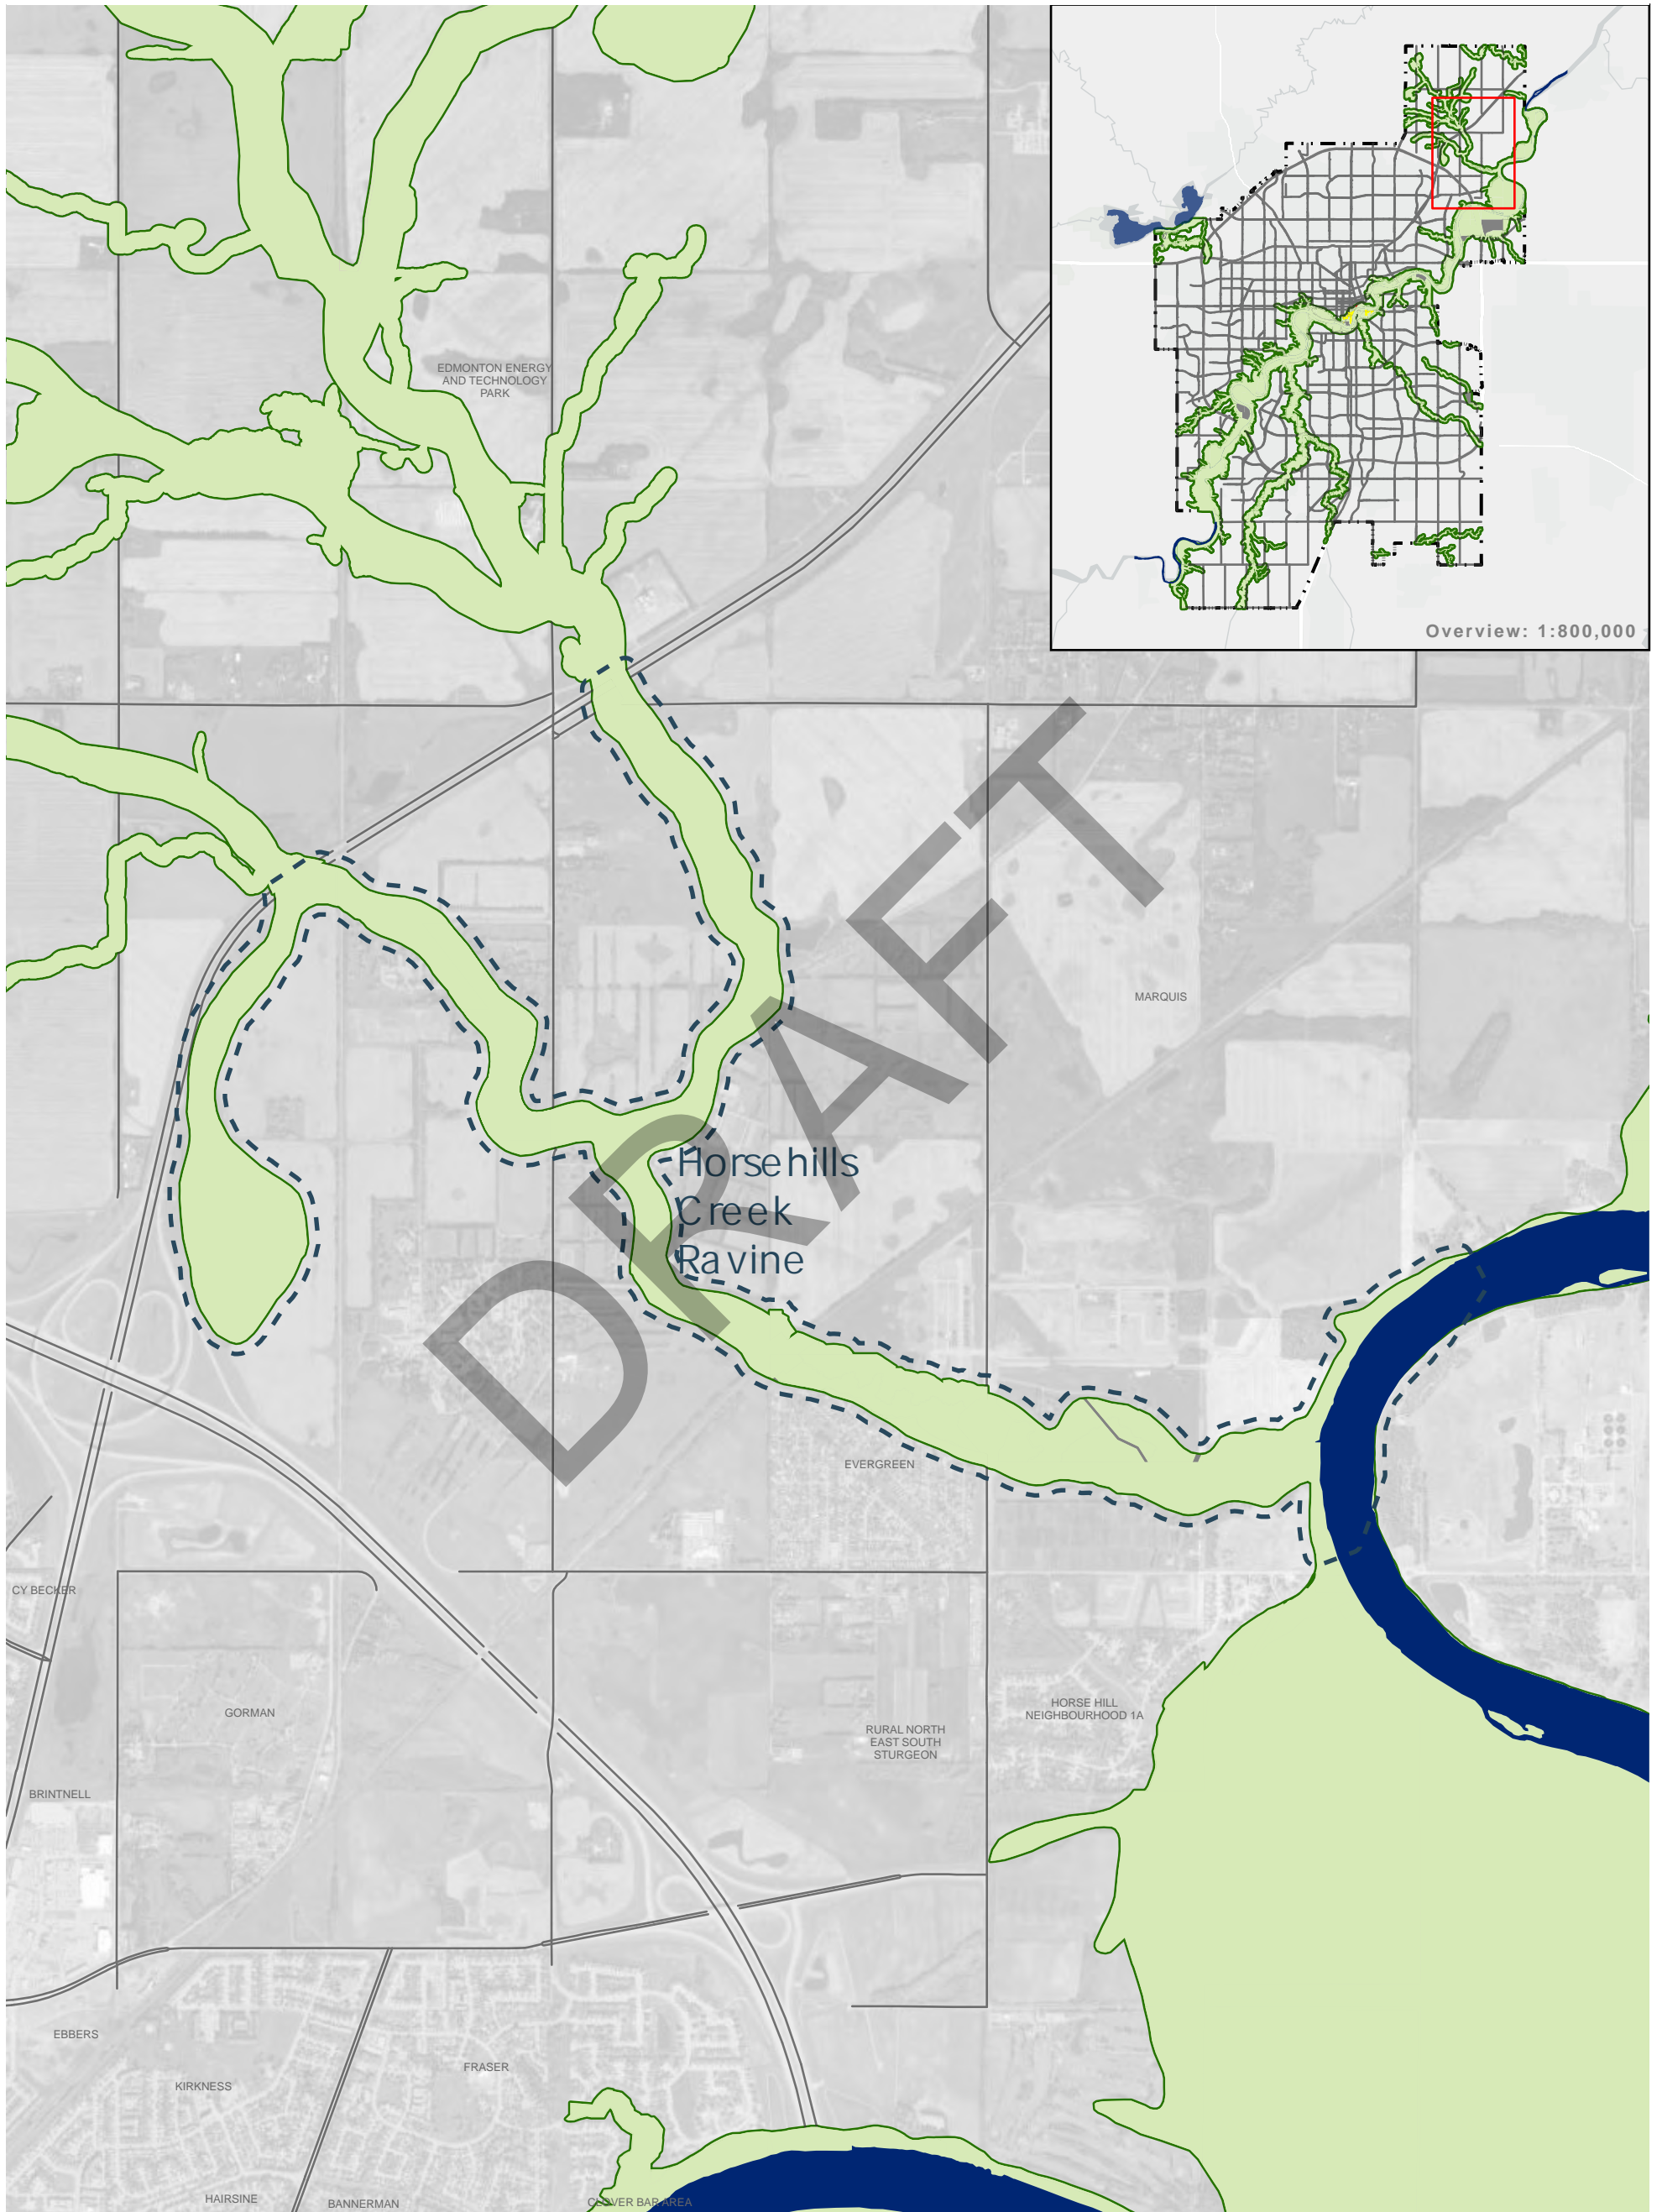 Overview: 1:800,000
EDMONTON ENERGY
AND TECHNOLOGY
PARK
MARQUIS
DRAFT
Horsehills
Creek
Ravine
EVERGREEN
CY BECKER
GORMAN
HORSE HILL
NEIGHBOURHOOD 1A
RURAL NORTH
EAST SOUTH
STURGEON
BRINTNELL
EBBERS
FRASER
KIRKNESS
HAIRSINE
BANNERMAN
CLOVER BAR AREA